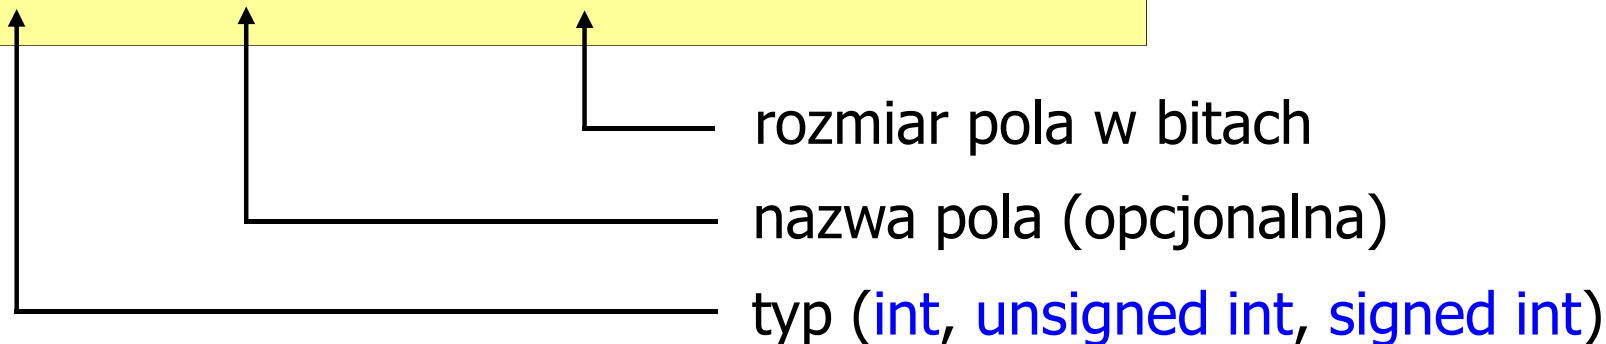 rozmiar pola w bitach
nazwa pola (opcjonalna)
typ (int, unsigned int, signed int)